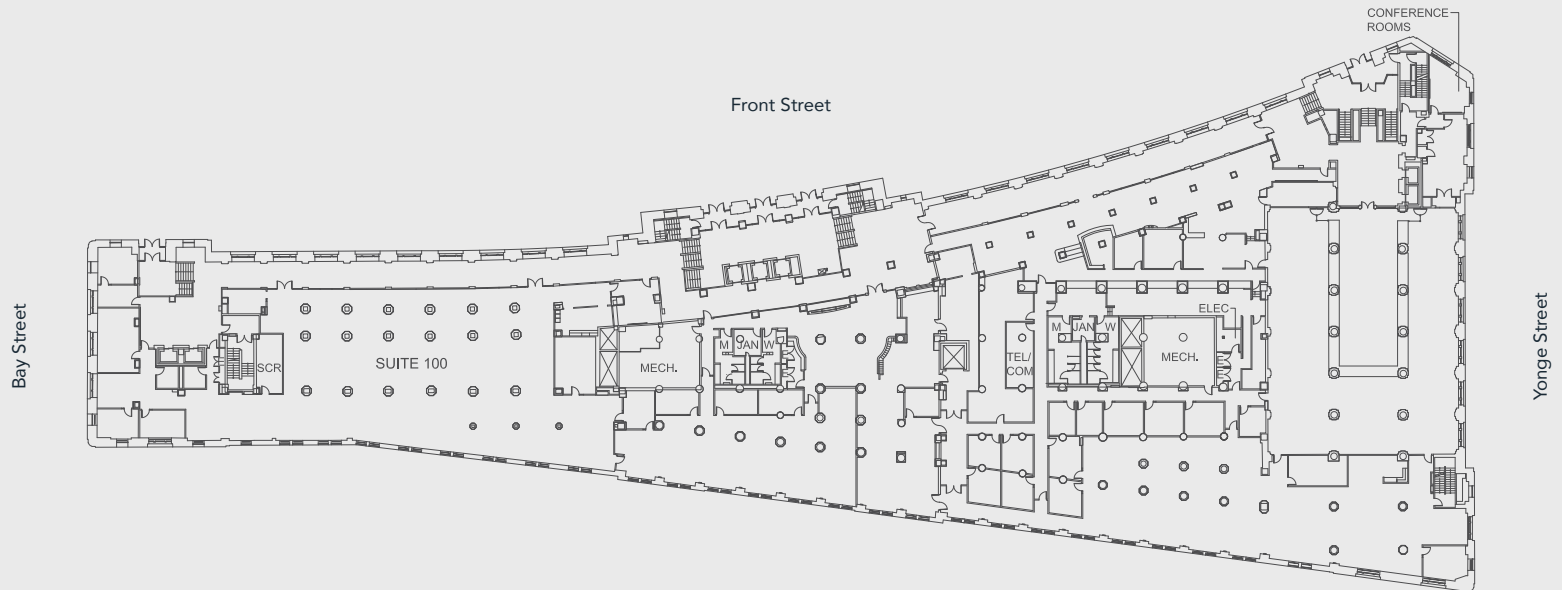 CONFERENCE
ROOMS
Front Street
Bay Street
Yonge Street
ELEC
SUITE 100
SCR
MECH.
M JAN W
TEL/
COM
M JAN W
MECH.